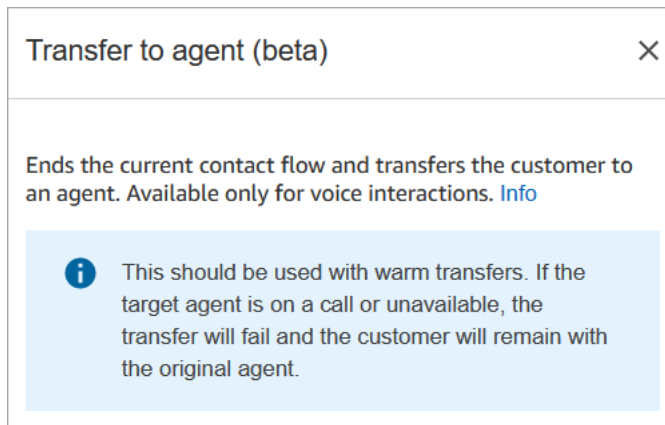 Transfer to agent (beta)
Ends the current contact flow and transfers the customer to
an agent. Available only for voice interactions. Info
This should be used with warm transfers. If the
target agent is on a call or unavailable, the
transfer will fail and the customer will remain with
the original agent.